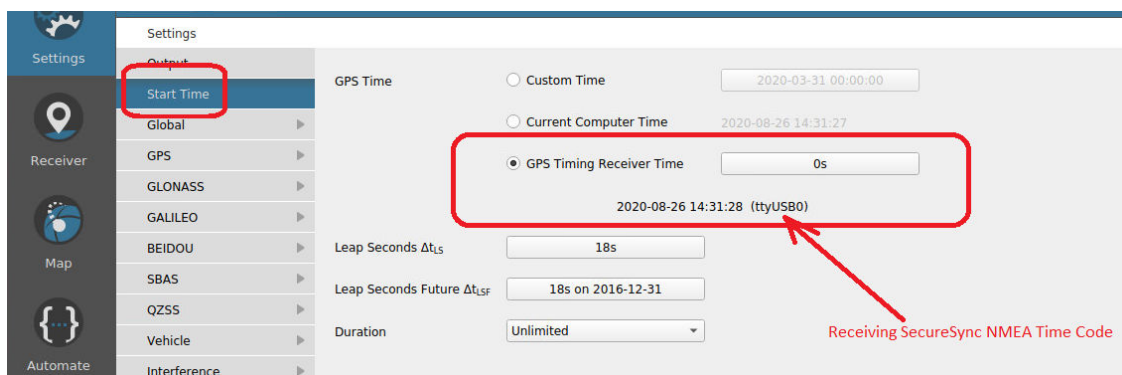 Settings
Receiver
Map
Automate
Settings
Output
Start Time
Global
GPS
GLONASS
GALILEO
BEIDOU
SBAS
QZSS
Vehicle
Interference
GPS Time
Custom Time
2020-03-31 00:00:00
Current Computer Time
2020-08-26 14:31:27
GPS Timing Receiver Time
0s
2020-08-26 14:31:28 (ttyUSB0)
Leap Seconds ΔtLS
18s
Leap Seconds Future ΔtLSF
18s on 2016-12-31
Duration
Unlimited
Receiving SecureSync NMEA Time Code